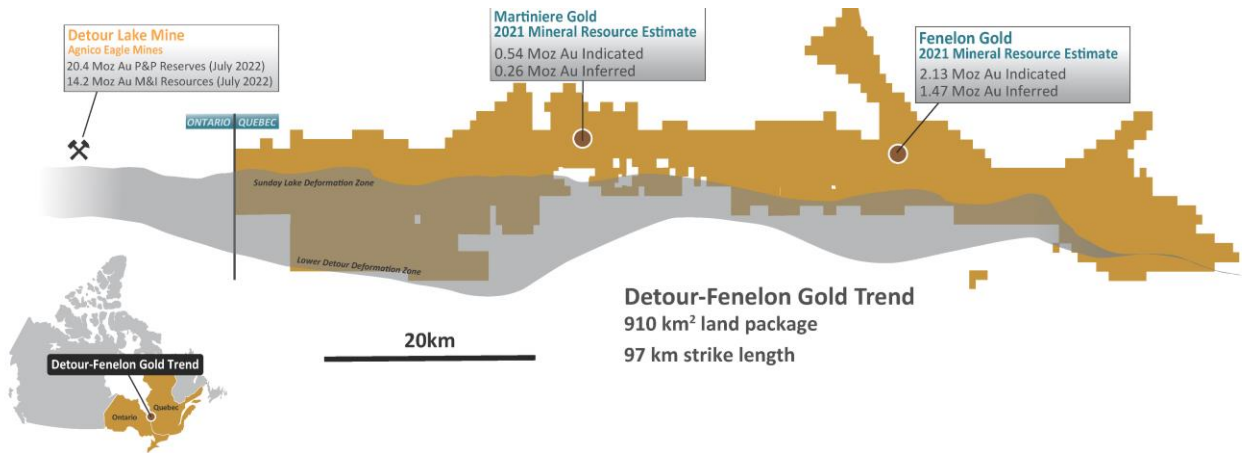 Detour Lake Mine
Agnico Eagle Mines
20.4 Moz Au P&P Reserves (July 2022)
14.2 Moz Au M&I Resources (July 2022)
Martiniere Gold
2021 Mineral Resource Estimate
0.54 Moz Au Indicated
0.26 Moz Au Inferred
Fenelon Gold
2021 Mineral Resource Estimate
2.13 Moz Au Indicated
1.47 Moz Au Inferred
ONTARIO QUEBEC
Sunday Lake Deformation Zone
Lower Detour Deformation Zone
Detour-Fenelon Gold Trend
910 km² land package
97 km strike length
20km
Detour-Fenelon Gold Trend
Ontario
Quebec